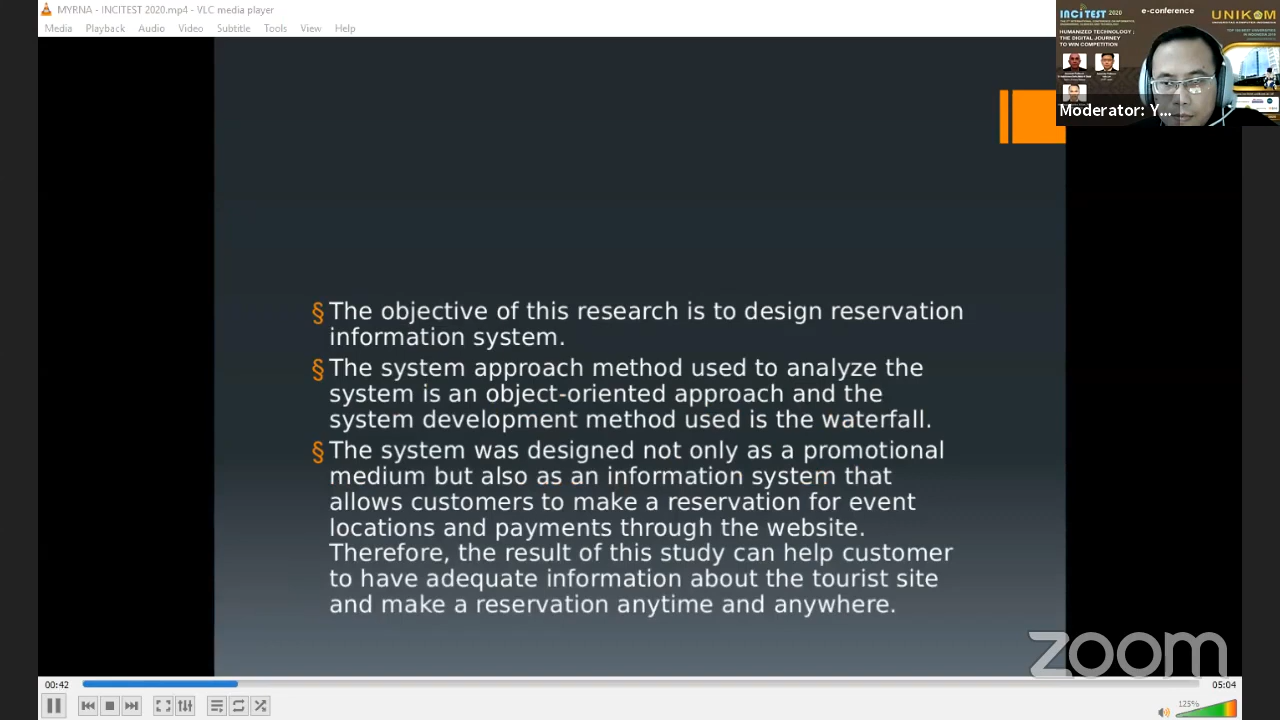 MYRNA - INCITEST 2020.mp4 - VLC media player
Media Playback Audio Video Subtitle Tools View Help
INCITEST 2020
e-conference
UNIKOM
HUMANIZED TECHNOLOGY :
THE DIGITAL JOURNEY
TO WIN COMPETITION
Moderator: Y...
§ The objective of this research is to design reservation
information system.
§ The system approach method used to analyze the
system is an object-oriented approach and the
system development method used is the waterfall.
§ The system was designed not only as a promotional
medium but also as an information system that
allows customers to make a reservation for event
locations and payments through the website.
Therefore, the result of this study can help customer
to have adequate information about the tourist site
and make a reservation anytime and anywhere.
zoom
00:42
05:04
125%